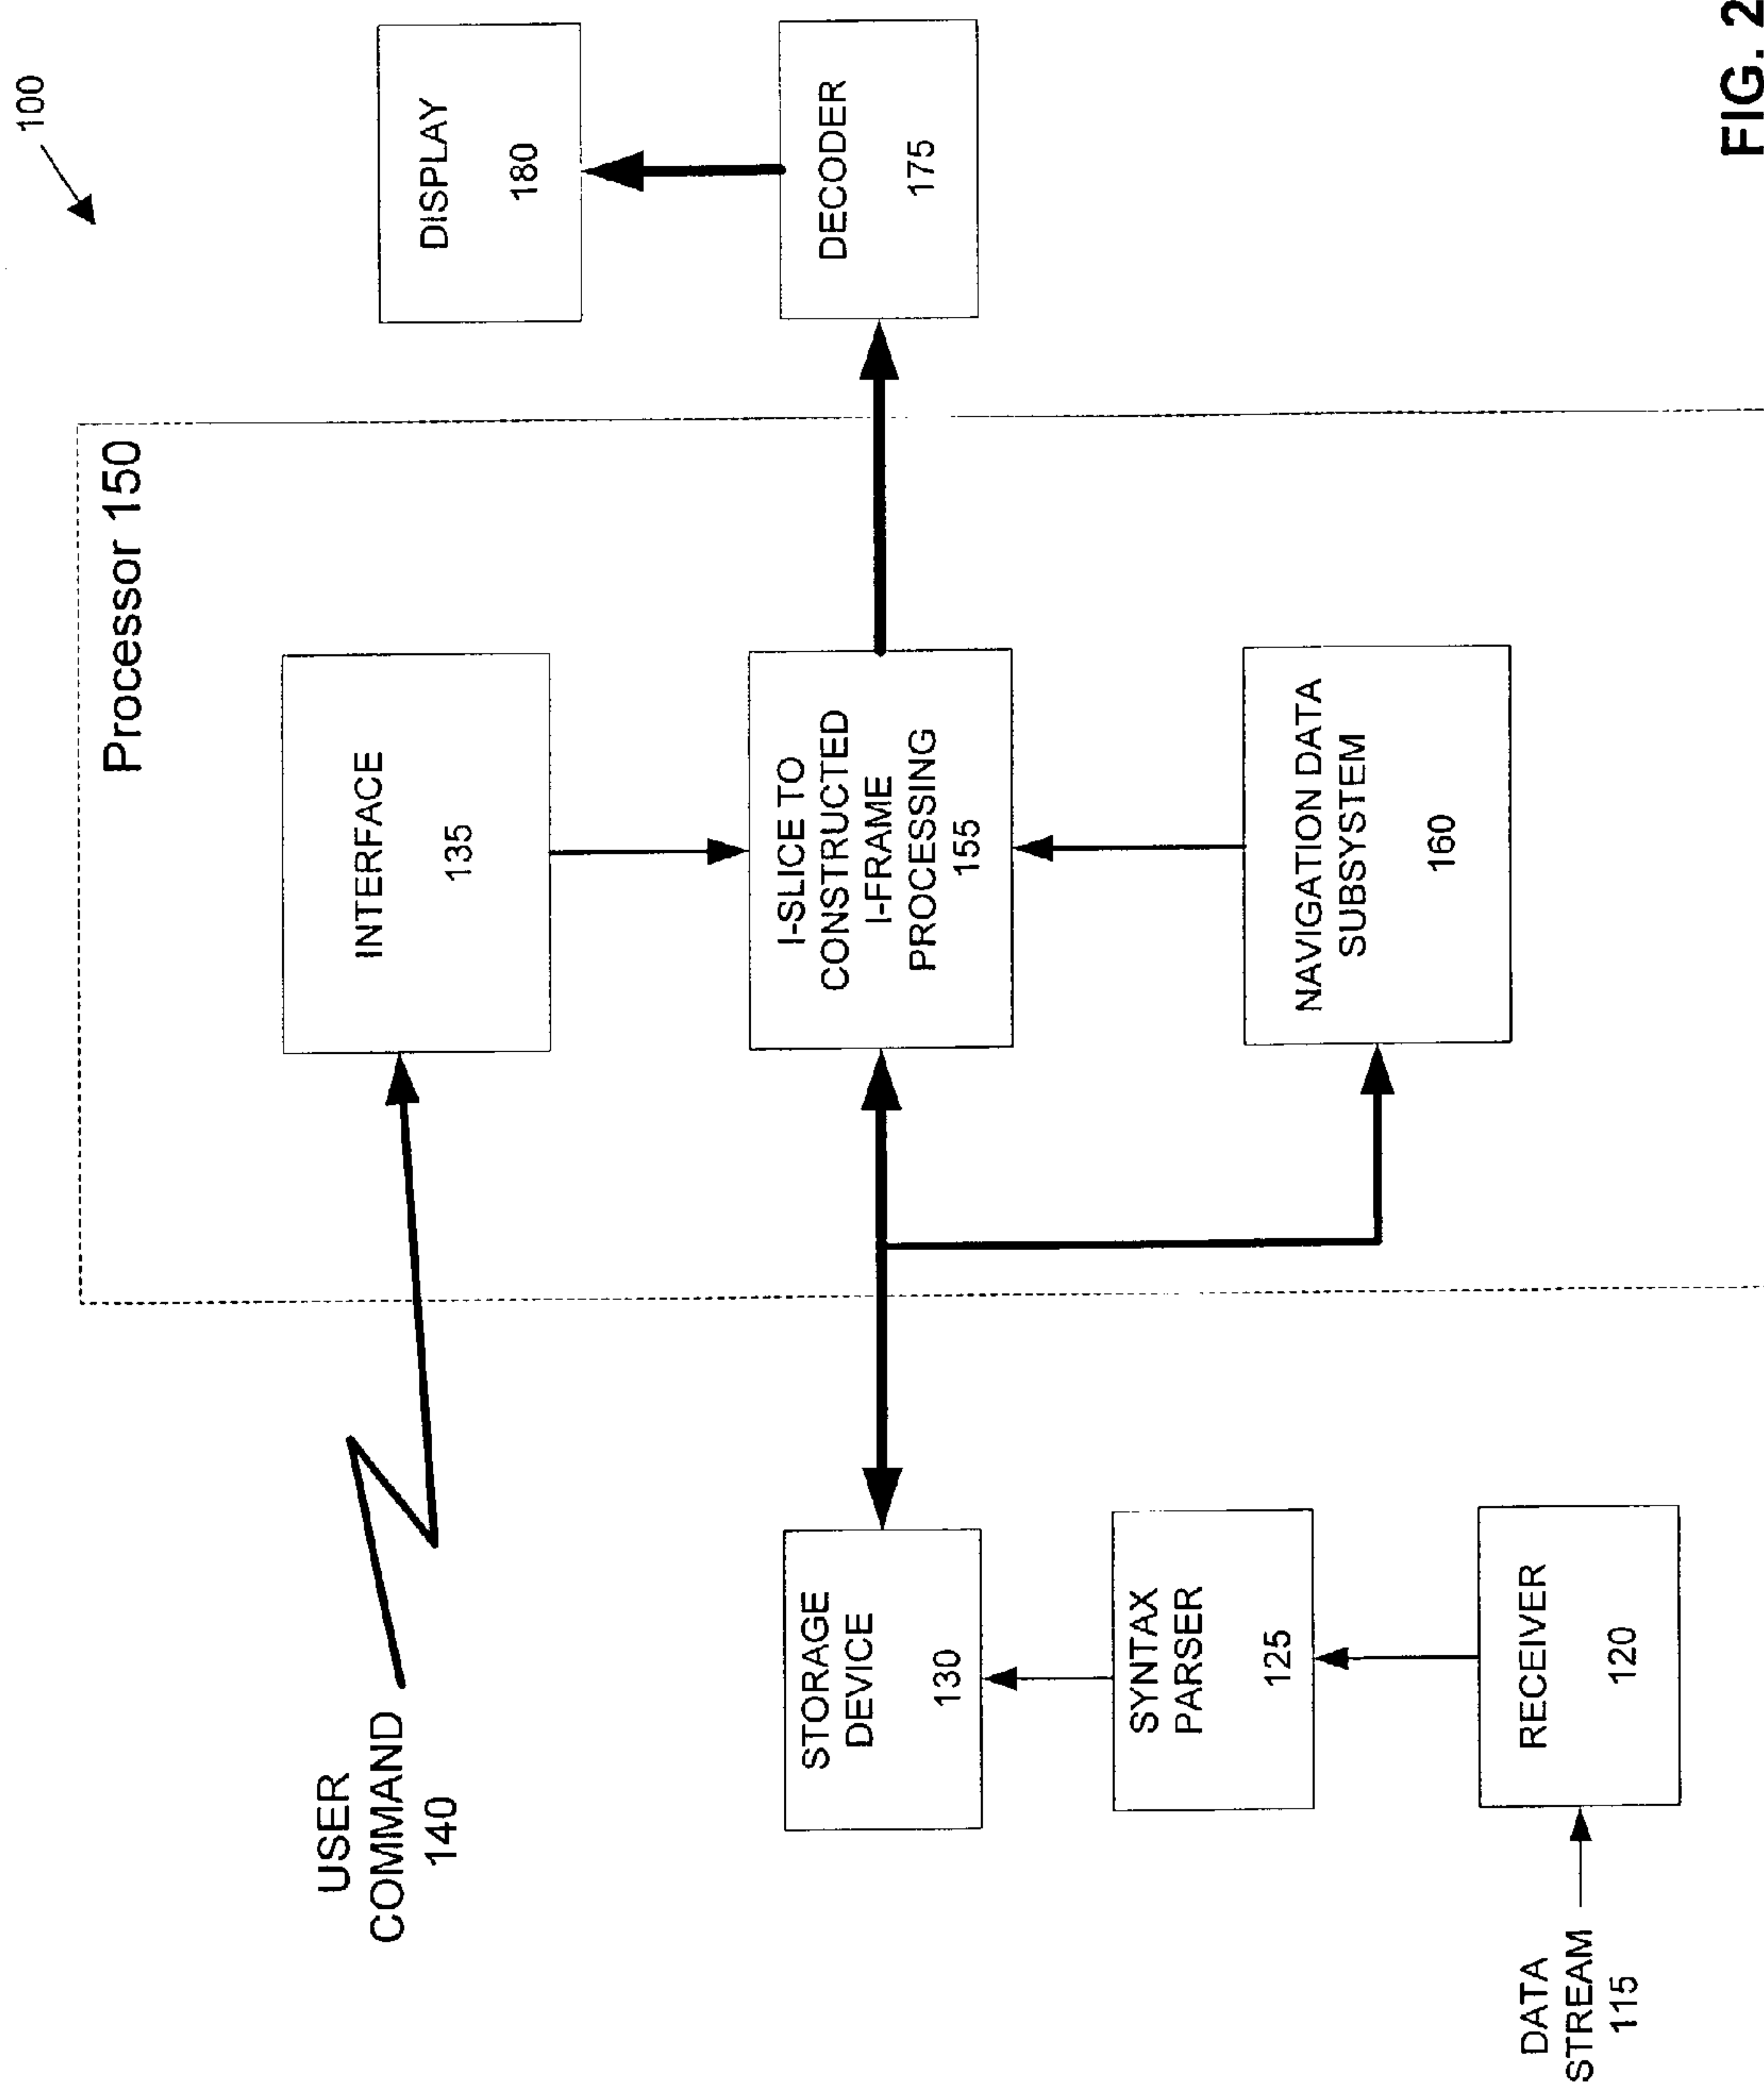 100
Processor 150
USER
COMMAND
140
INTERFACE
135
DISPLAY
180
STORAGE
DEVICE
130
I-SLICE TO
CONSTRUCTED
I-FRAME
PROCESSING
155
DECODER
175
SYNTAX
PARSER
125
NAVIGATION DATA
SUBSYSTEM
160
DATA
STREAM
115
RECEIVER
120
FIG. 2